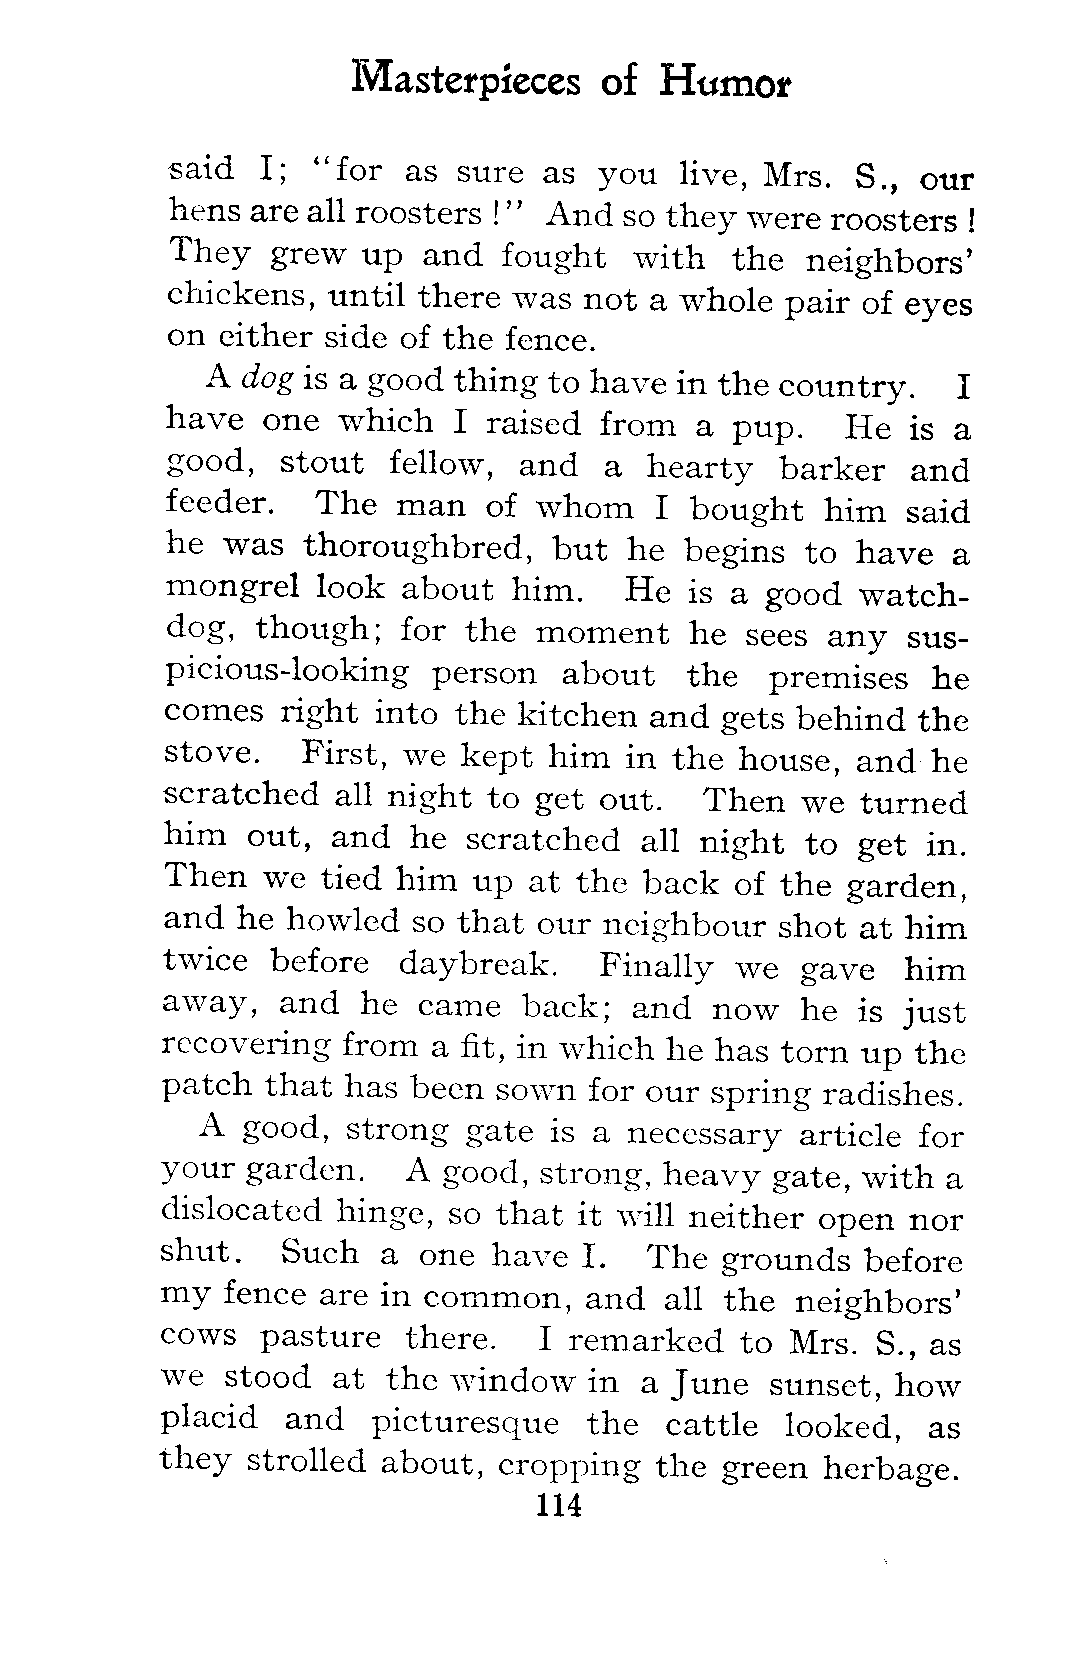 Masterpieces of Humor
said I; "for as sure as you live, Mrs. S., our
hens are all roosters!" And so they were roosters!
They grew up and fought with the neighbors'
chickens, until there was not a whole pair of eyes
on either side of the fence.
A dog is a good thing to have in the country. I
have one which I raised from a pup. He is a
good, stout fellow, and a hearty barker and
feeder. The man of whom I bought him said
he was thoroughbred, but he begins to have a
mongrel look about him. He is a good watch-
dog, though; for the moment he sees any sus-
picious-looking person about the premises he
comes right into the kitchen and gets behind the
stove. First, we kept him in the house, and he
scratched all night to get out. Then we turned
him out, and he scratched all night to get in.
Then we tied him up at the back of the garden,
and he howled so that our neighbour shot at him
twice before daybreak. Finally we gave him
away, and he came back; and now he is just
recovering from a fit, in which he has torn up the
patch that has been sown for our spring radishes.
A good, strong gate is a necessary article for
your garden. A good, strong, heavy gate, with a
dislocated hinge, so that it will neither open nor
shut. Such a one have I. The grounds before
my fence are in common, and all the neighbors'
cows pasture there. I remarked to Mrs. S., as
we stood at the window in a June sunset, how
placid and picturesque the cattle looked, as
they strolled about, cropping the green herbage.
114